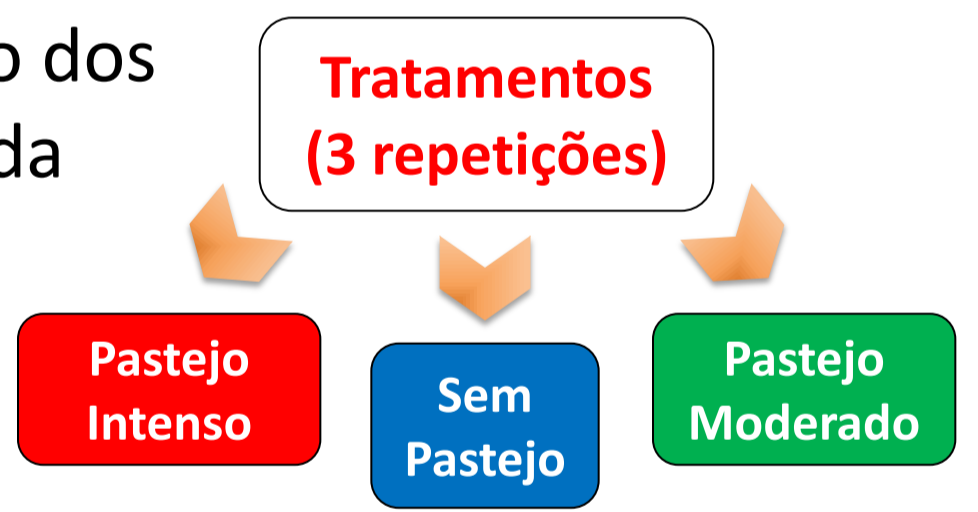 o dos
da
Tratamentos
(3 repetições)
Pastejo
Intenso
Sem
Pastejo
Pastejo
Moderado